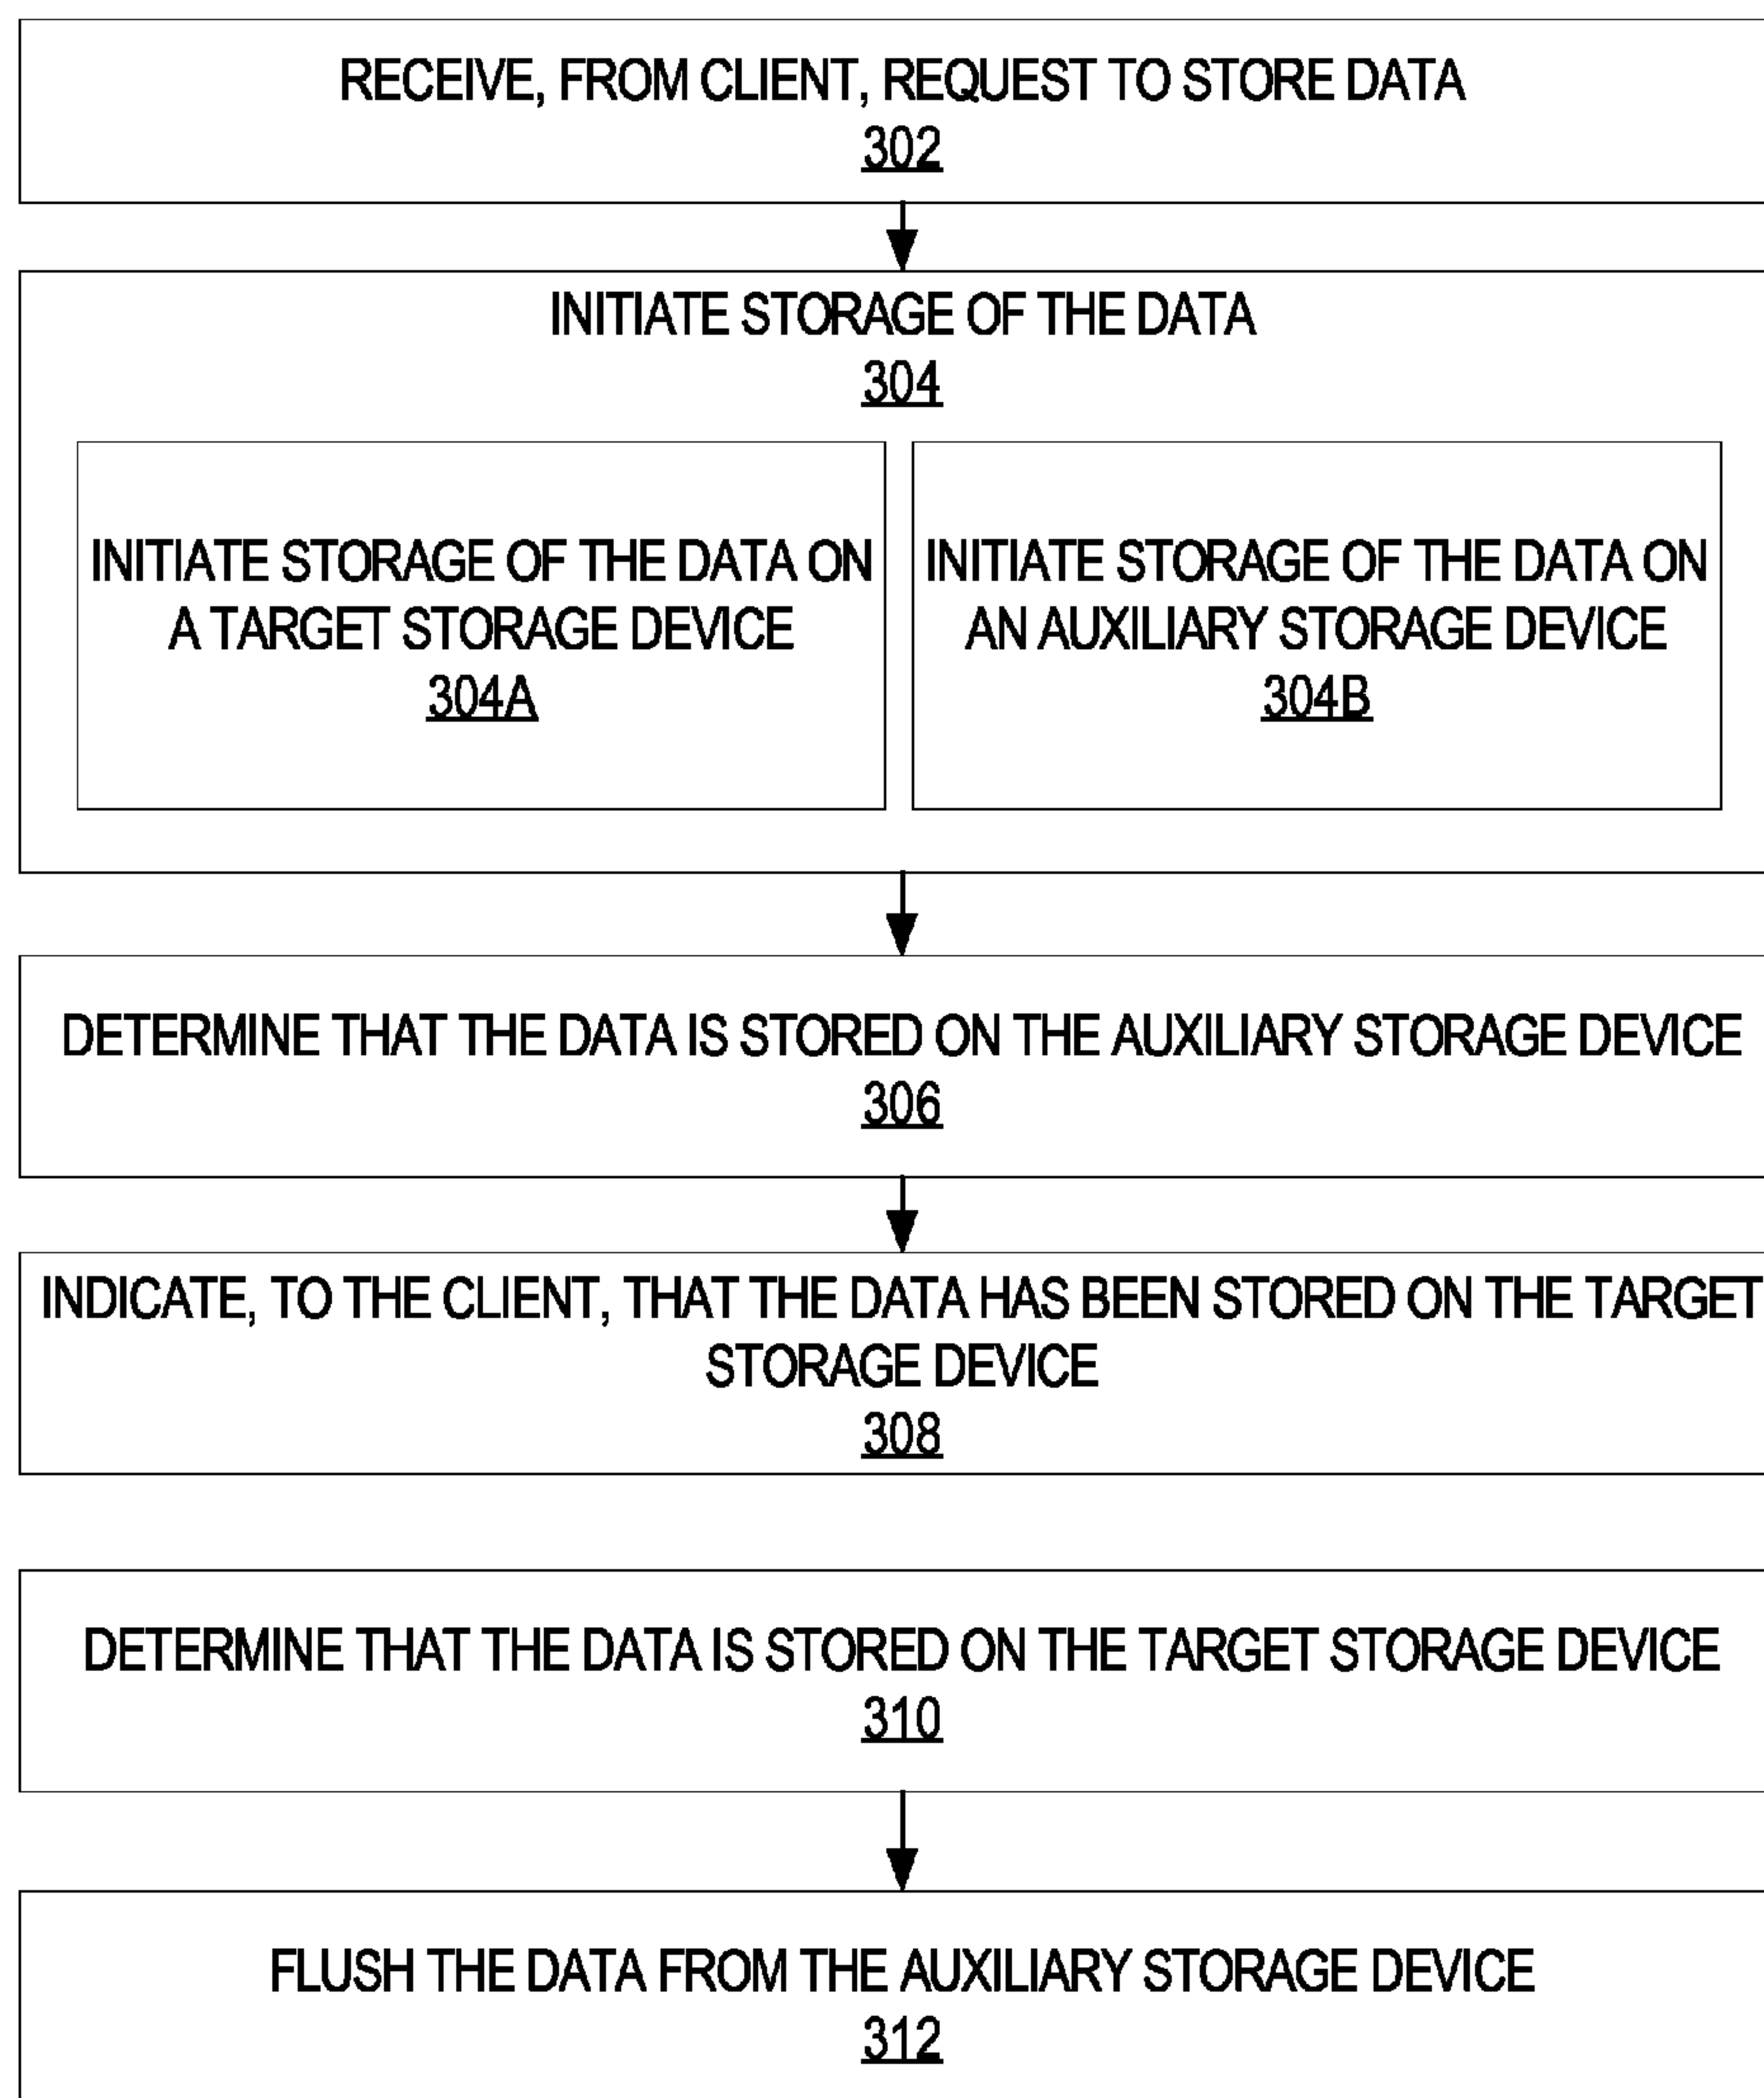 RECEIVE, FROM CLIENT, REQUEST TO STORE DATA
302
INITIATE STORAGE OF THE DATA
304
INITIATE STORAGE OF THE DATA ON
A TARGET STORAGE DEVICE
304A
INITIATE STORAGE OF THE DATA ON
AN AUXILIARY STORAGE DEVICE
304B
DETERMINE THAT THE DATA IS STORED ON THE AUXILIARY STORAGE DEVICE
306
INDICATE, TO THE CLIENT, THAT THE DATA HAS BEEN STORED ON THE TARGET
STORAGE DEVICE
308
DETERMINE THAT THE DATA IS STORED ON THE TARGET STORAGE DEVICE
310
FLUSH THE DATA FROM THE AUXILIARY STORAGE DEVICE
312